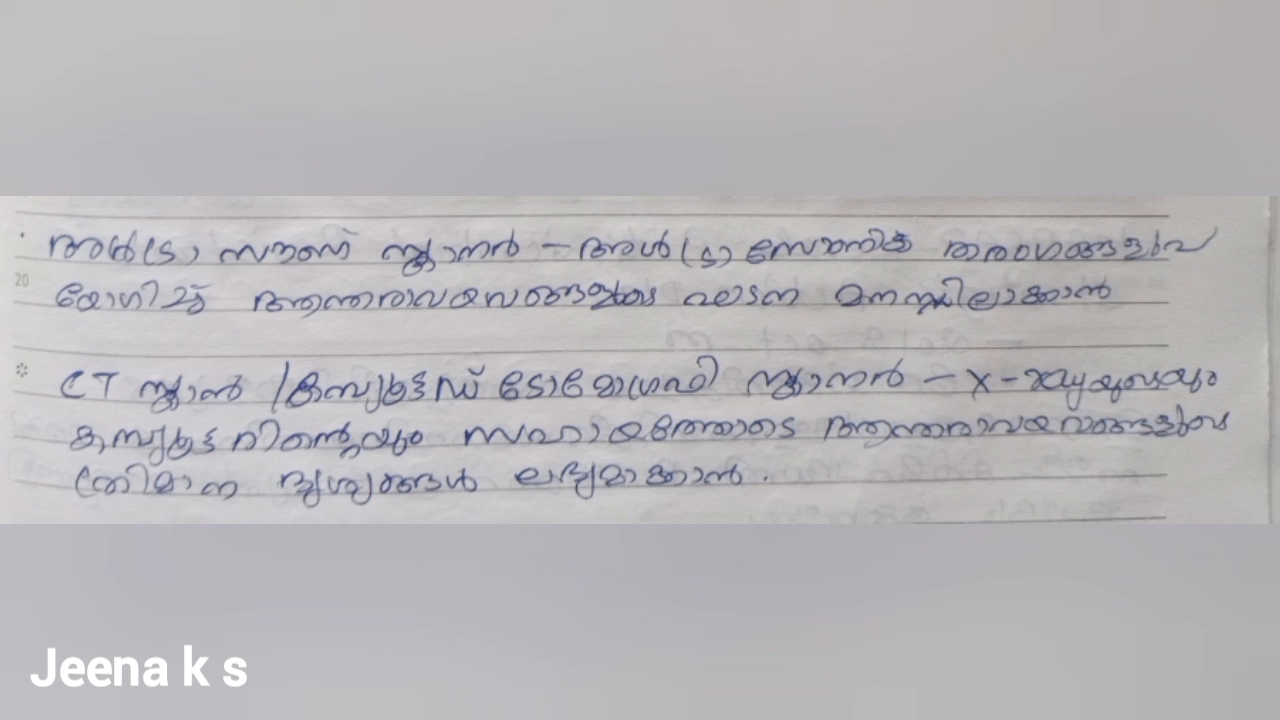 · അൾട്രാ സൗണ്ട് സ്കാനർ - അൾട്രാ സോണിക തരംഗങ്ങളുപ
20
യോഗിച്ച് ആന്തരാവയവങ്ങളുടെ ഘടന മനസ്സിലാക്കാൻ
CT സ്കാൻ / കമ്പ്യൂട്ടഡ് ടോമോഗ്രഫി സ്കാനർ - X-റേയുടെയും
കമ്പ്യൂട്ടറിന്റെയും സഹായത്തോടെ ആന്തരാവയവങ്ങളുടെ
ത്രിമാന ദൃശ്യങ്ങൾ ലഭ്യമാക്കാൻ.
Jeena k s